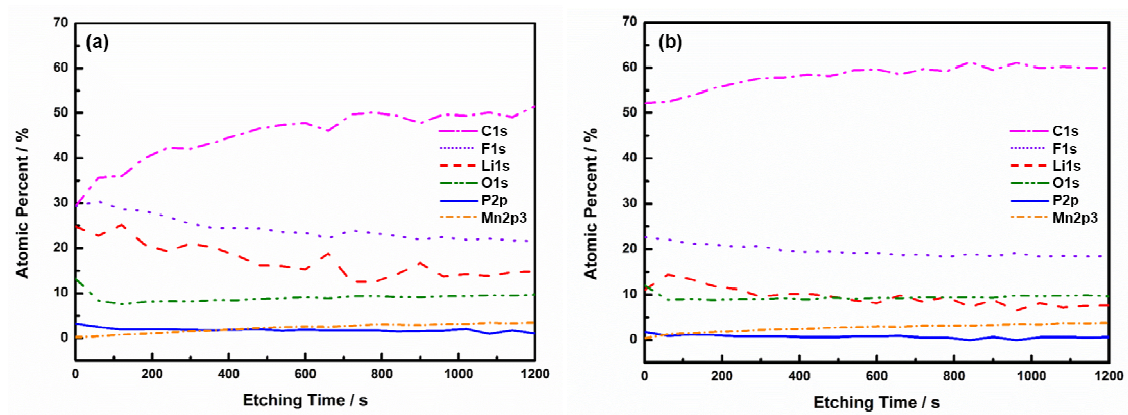 70
60
50
40
30
20
10
0
Atomic Percent / %
(a)
C1s
F1s
Li1s
O1s
P2p
Mn2p3
0 200 400 600 800 1000 1200
Etching Time / s
70
60
50
40
30
20
10
0
Atomic Percent / %
(b)
C1s
F1s
Li1s
O1s
P2p
Mn2p3
0 200 400 600 800 1000 1200
Etching Time / s